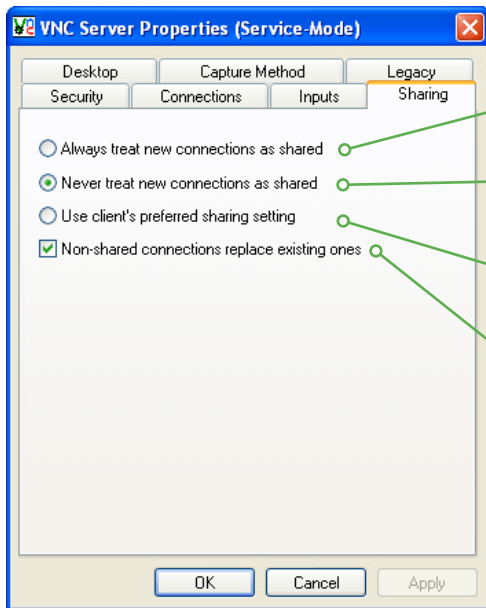 VNC Server Properties (Service-Mode)
Desktop Capture Method Legacy
Security Connections Inputs Sharing
Always treat new connections as shared
Never treat new connections as shared
Use client's preferred sharing setting
Non-shared connections replace existing ones
OK Cancel Apply